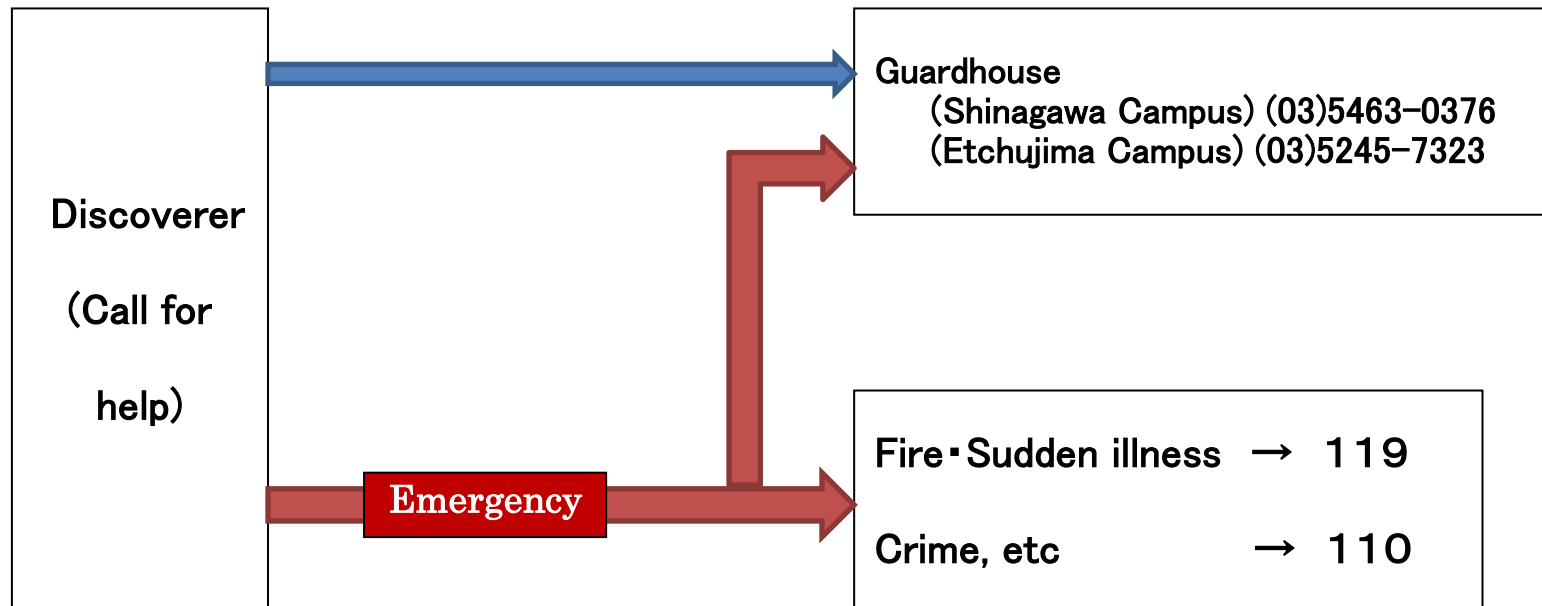 Discoverer
(Call for
help)
Guardhouse
(Shinagawa Campus) (03)5463-0376
(Etchujima Campus) (03)5245-7323
Emergency
Fire▪Sudden illness → 119
Crime, etc → 110